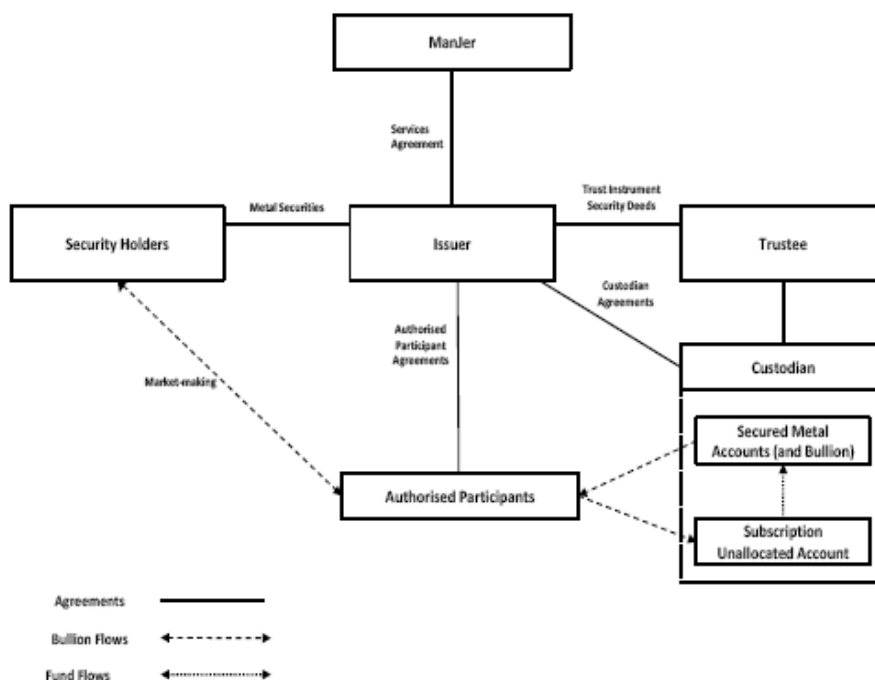 ManJer
Services
Agreement
Trust Instrument
Security Deeds
Metal Securities
Security Holders
Issuer
Trustee
Custodian
Agreements
Authorised
Participant
Agreements
Custodian
Market-making
Secured Metal
Accounts (and Bullion)
Authorised Participants
Subscription
Unallocated Account
Agreements
Bullion Flows
Fund Flows